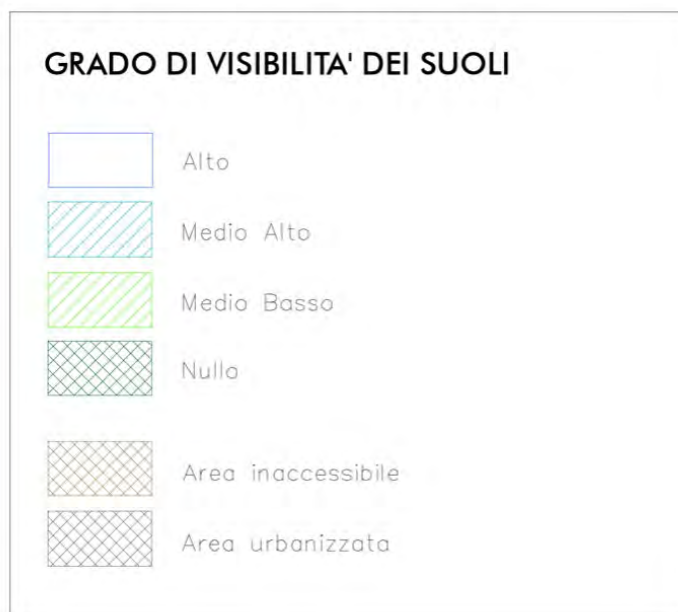 GRADO DI VISIBILITA' DEI SUOLI
Alto
Medio Alto
Medio Basso
Nullo
Area inaccessibile
Area urbanizzata